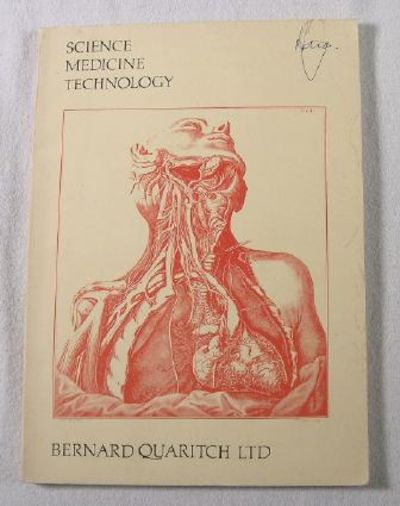 SCIENCE
MEDICINE
TECHNOLOGY
BERNARD QUARITCH LTD